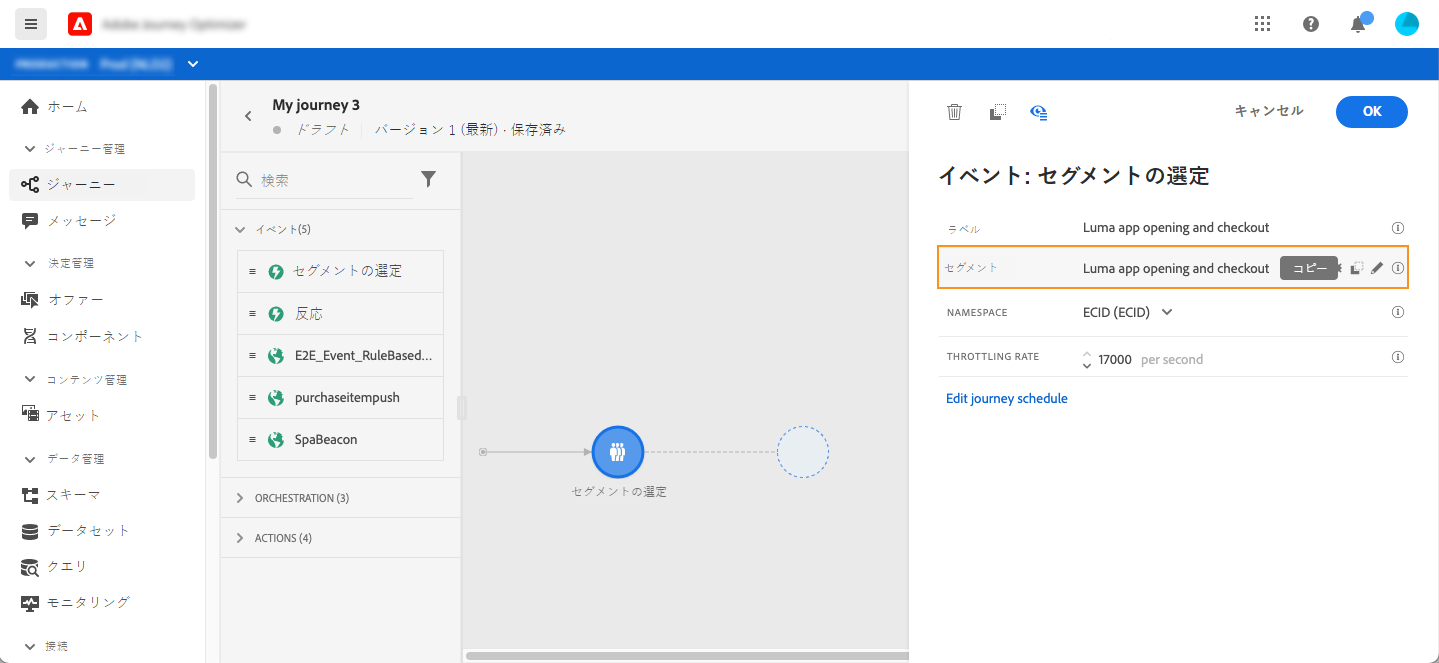 ホーム
ジャーニー管理
ジャーニー
メッセージ
決定管理
オファー
コンポーネント
コンテンツ管理
アセット
データ管理
スキーマ
データセット
クエリ
モニタリング
接続
My journey 3
ドラフト
バージョン 1 (最新) · 保存済み
検索
イベント(5)
セグメントの選定
反応
E2E_Event_RuleBased...
purchaseitempush
SpaBeacon
ORCHESTRATION (3)
ACTIONS (4)
セグメントの選定
キャンセル
OK
イベント: セグメントの選定
ラベル Luma app opening and checkout
セグメント Luma app opening and checkout コピー
NAMESPACE ECID (ECID)
THROTTLING RATE 17000 per second
Edit journey schedule